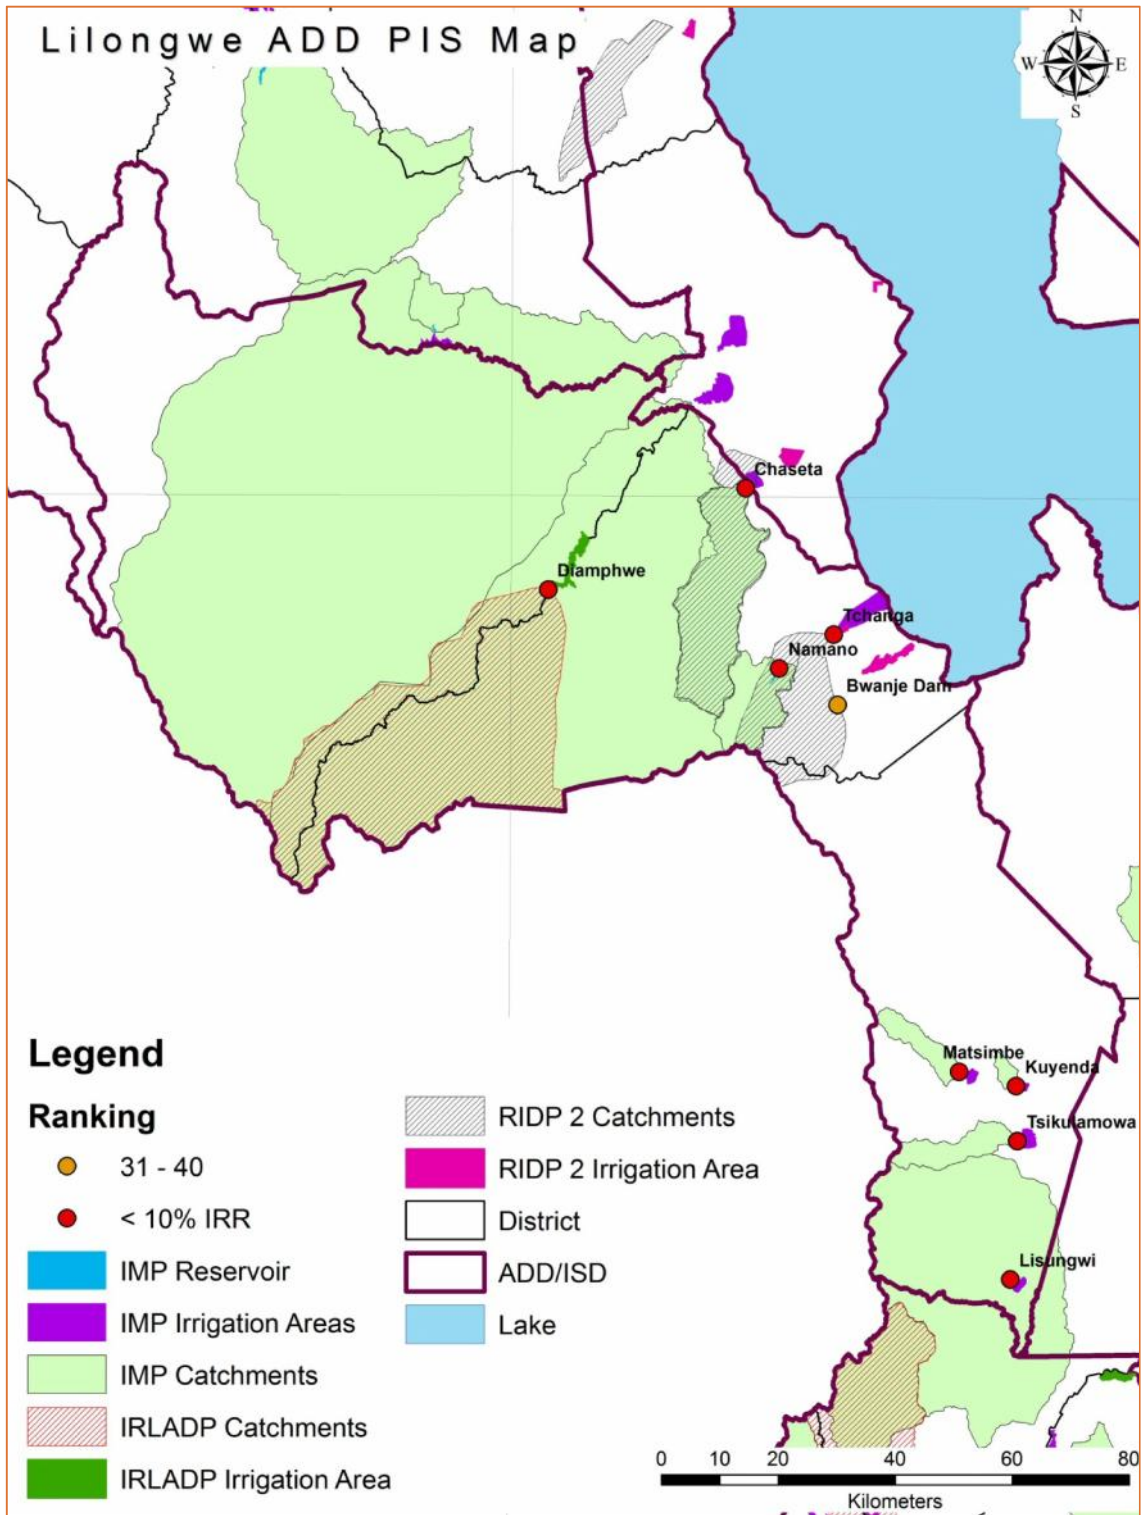 Lilongwe ADD PIS Map
N
W E
S
Chaseta
Diamphwe
Tchanga
Namano
Bwanje Dam
Matsimbe
Kuyenda
Tsikulamowa
Lisungwi
Legend
Ranking
31 - 40
< 10% IRR
IMP Reservoir
IMP Irrigation Areas
IMP Catchments
IRLADP Catchments
IRLADP Irrigation Area
RIDP 2 Catchments
RIDP 2 Irrigation Area
District
ADD/ISD
Lake
0 10 20 40 60 80
Kilometers